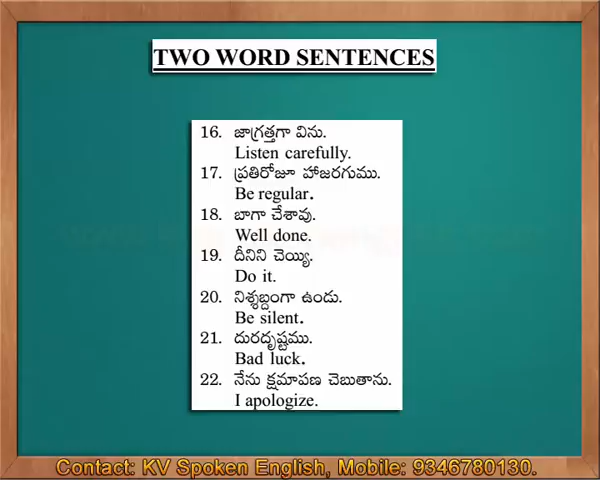 TWO WORD SENTENCES
16. జాగ్రత్తగా విను.
Listen carefully.
17. ప్రతిరోజూ హాజరగుము.
Be regular.
18. బాగా చేశావు.
Well done.
19. దీనిని చెయ్యి.
Do it.
20. నిశ్శబ్దంగా ఉండు.
Be silent.
21. దురదృష్టము.
Bad luck.
22. నేను క్షమాపణ చెబుతాను.
I apologize.
Contact: KV Spoken English, Mobile: 9346780130.